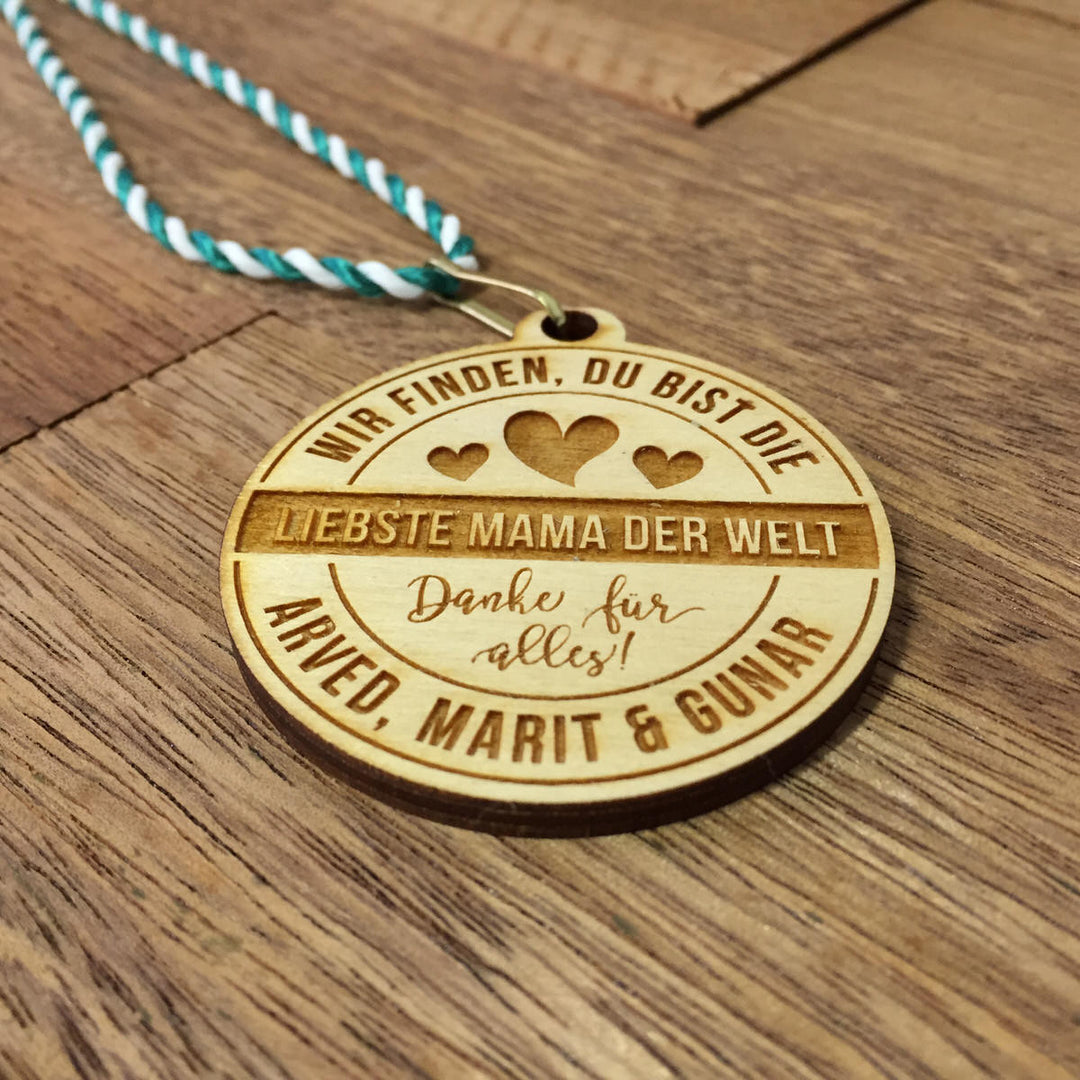 WIR FINDEN, DU BIST DIE
LIEBSTE MAMA DER WELT
Danke für
alles!
ARVED, MARIT & GUNAR